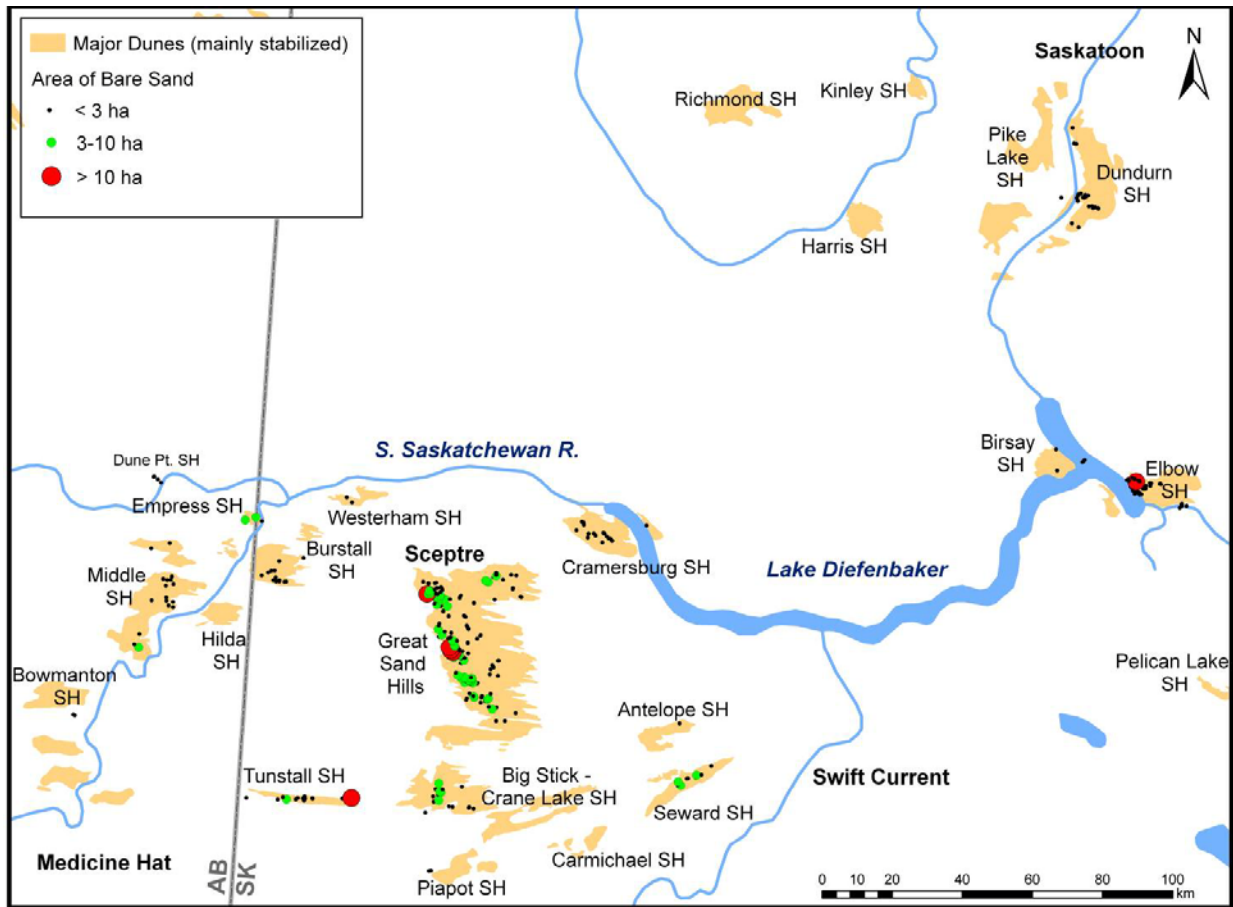 Major Dunes (mainly stabilized)
Area of Bare Sand
< 3 ha
3-10 ha
> 10 ha
N
Saskatoon
Richmond SH
Kinley SH
Pike
Lake
SH
Dundurn
SH
Harris SH
S. Saskatchewan R.
Birsay
SH
Elbow
SH
Dune Pt. SH
Empress SH
Westerham SH
Burstall
SH
Sceptre
Cramersburg SH
Lake Diefenbaker
Middle
SH
Hilda
SH
Great
Sand
Hills
Bowmanton
SH
Pelican Lake
SH
Antelope SH
Tunstall SH
Big Stick -
Crane Lake SH
Swift Current
Seward SH
Medicine Hat
AB
SK
Carmichael SH
Piapot SH
0 10 20 40 60 80 100
km